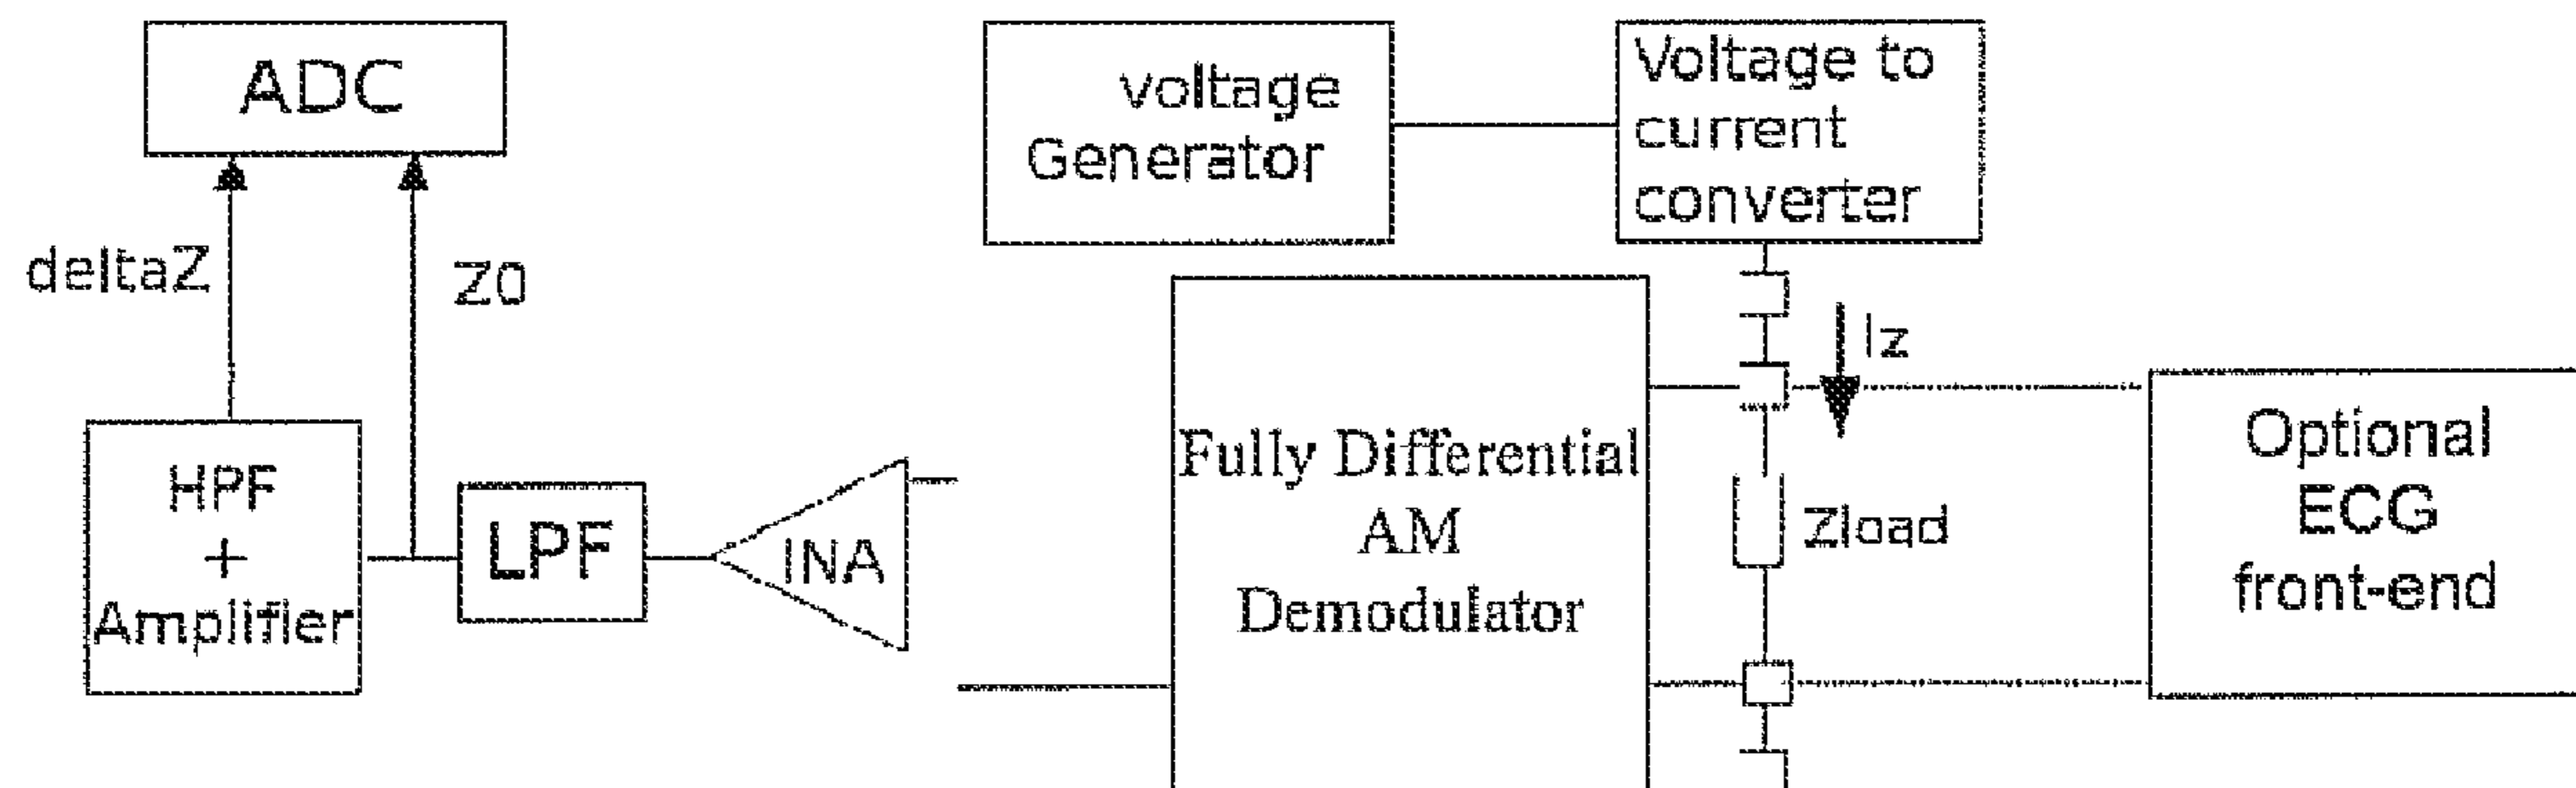 ADC
voltage
Generator
Voltage to
current
converter
deltaZ
Z0
Iz
HPF
+
Amplifier
LPF
INA
Fully Differential
AM
Demodulator
Zload
Optional
ECG
front-end